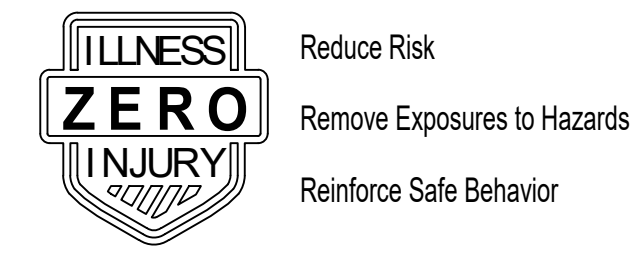 ILLNESS
ZERO
INJURY
Reduce Risk
Remove Exposures to Hazards
Reinforce Safe Behavior